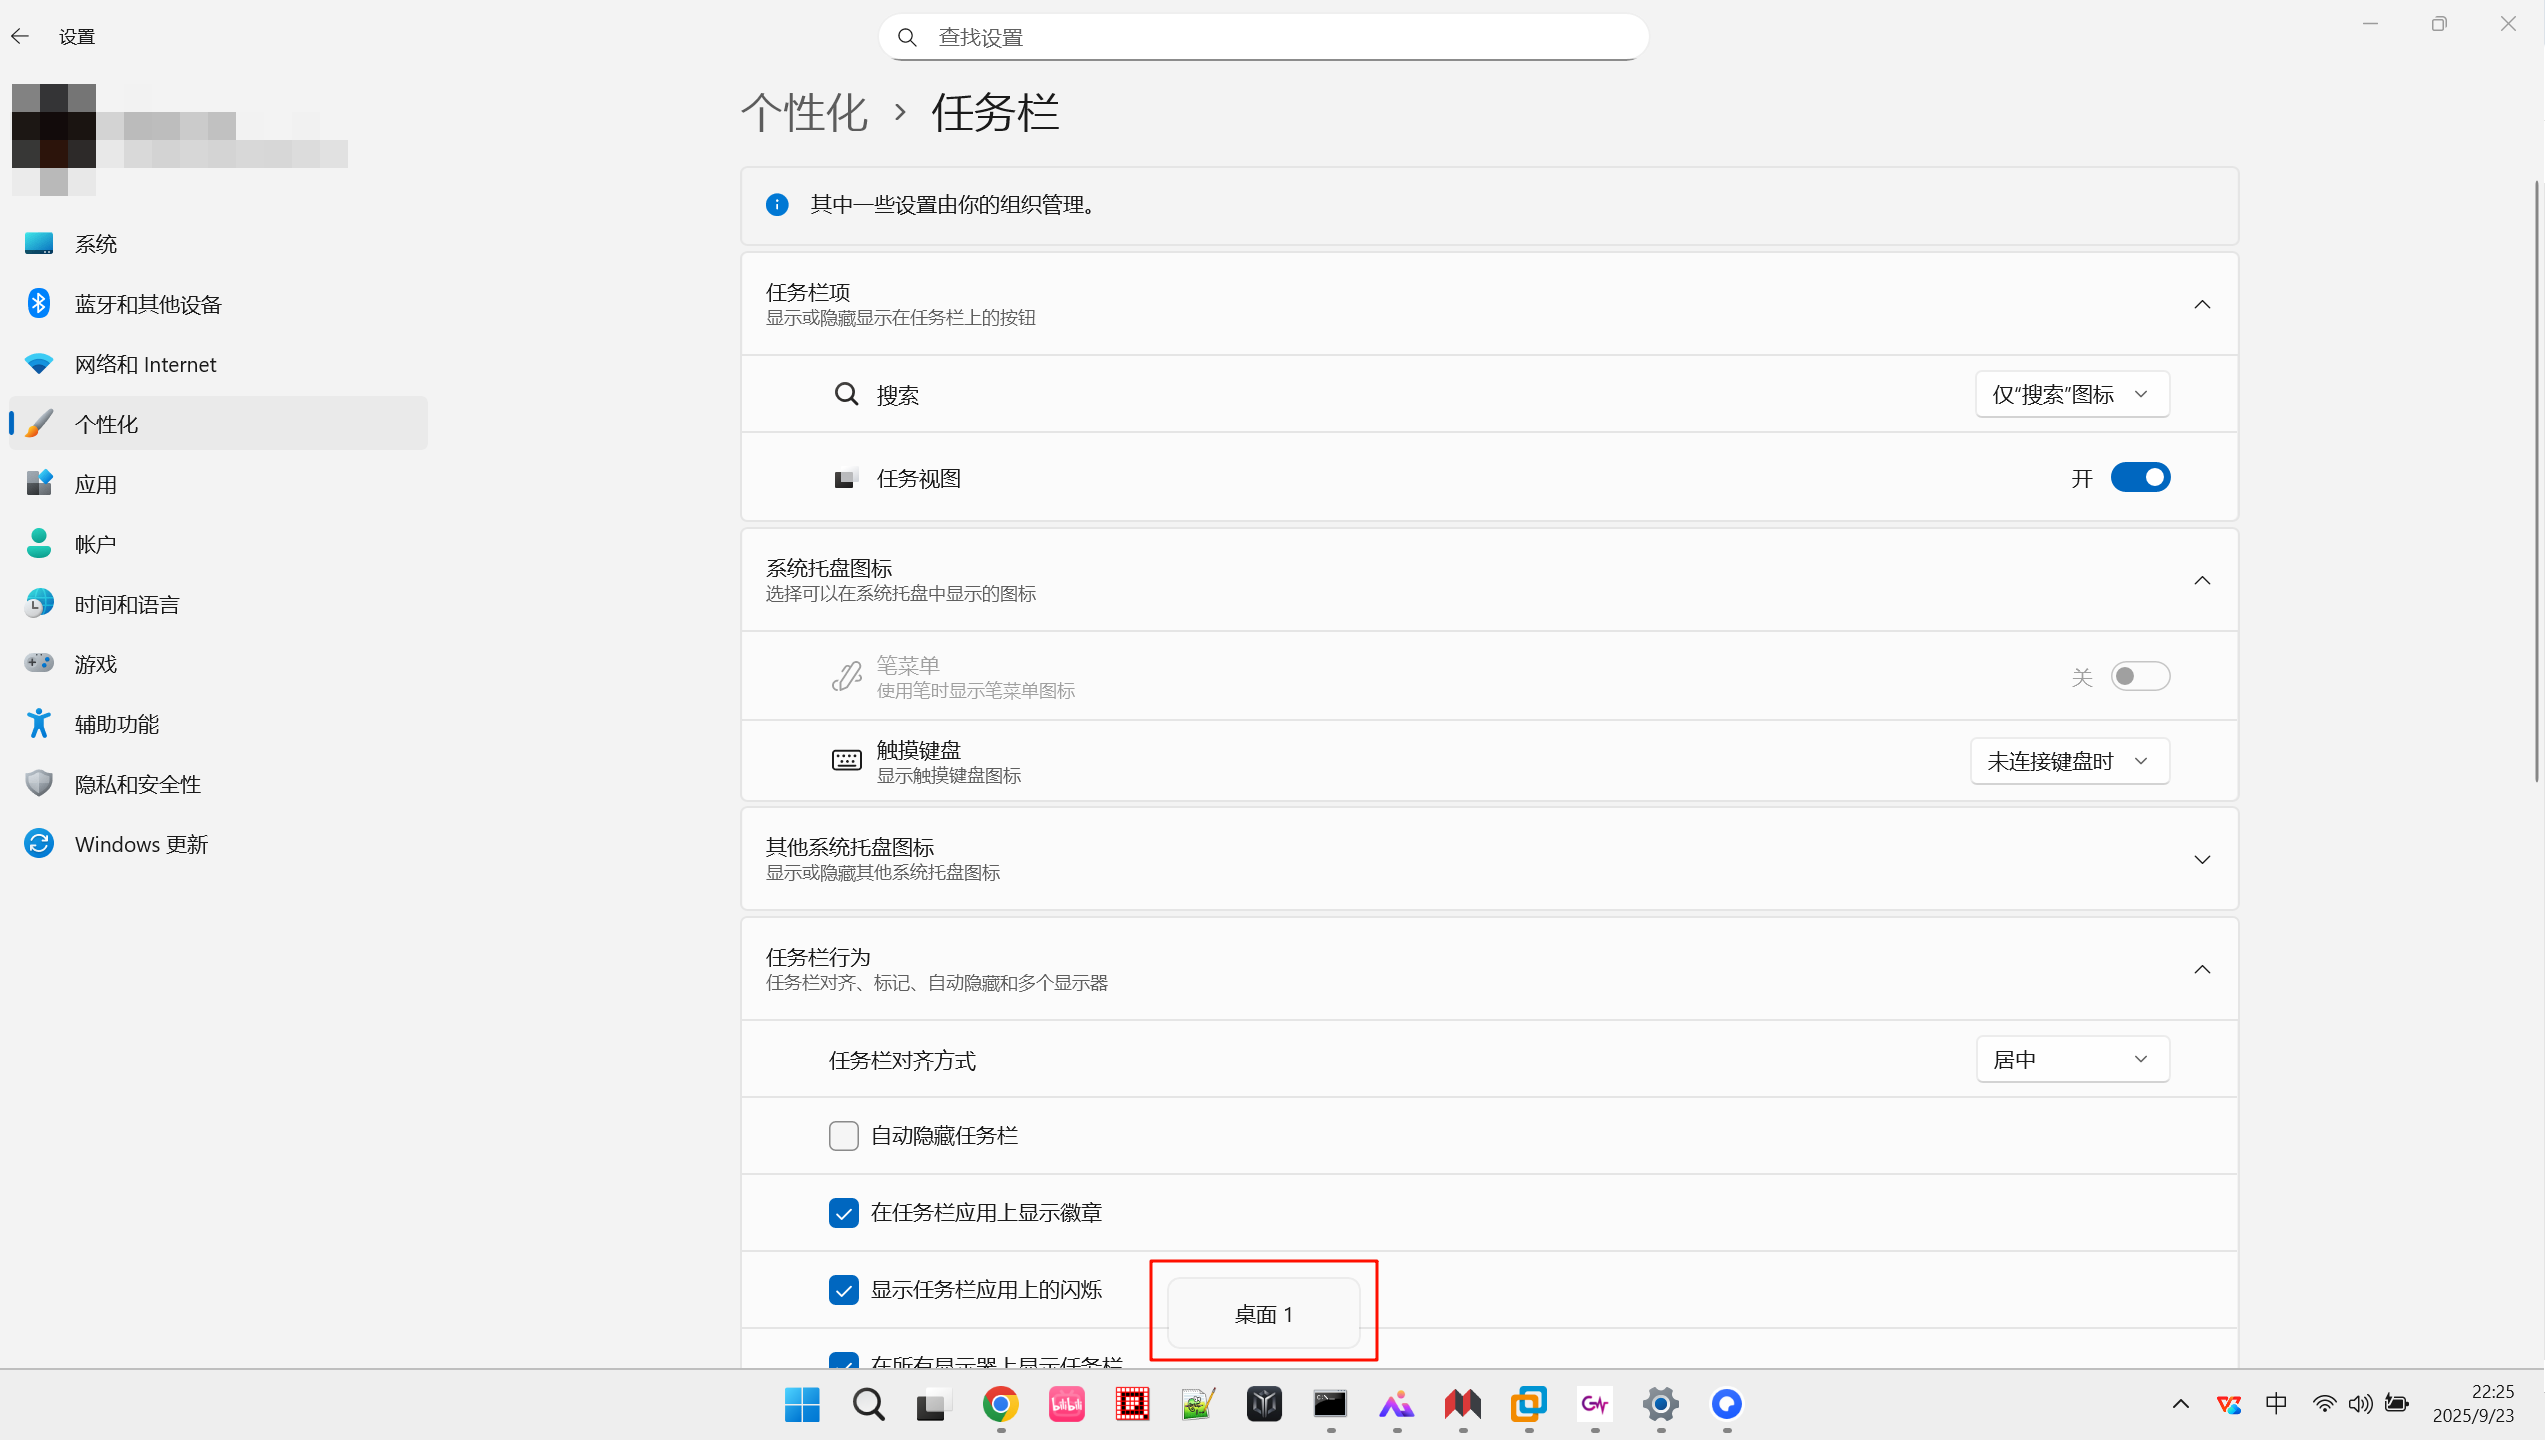 设置
查找设置
个性化 › 任务栏
其中一些设置由你的组织管理。
系统
蓝牙和其他设备
网络和 Internet
个性化
应用
帐户
时间和语言
游戏
辅助功能
隐私和安全性
Windows 更新
任务栏项
显示或隐藏显示在任务栏上的按钮
搜索
仅“搜索”图标
任务视图
开
系统托盘图标
选择可以在系统托盘中显示的图标
笔菜单
使用笔时显示笔菜单图标
关
触摸键盘
显示触摸键盘图标
未连接键盘时
其他系统托盘图标
显示或隐藏其他系统托盘图标
任务栏行为
任务栏对齐、标记、自动隐藏和多个显示器
任务栏对齐方式
居中
自动隐藏任务栏
在任务栏应用上显示徽章
显示任务栏应用上的闪烁
桌面 1
在所有显示器上显示任务栏
bilibili
中
22:25
2025/9/23